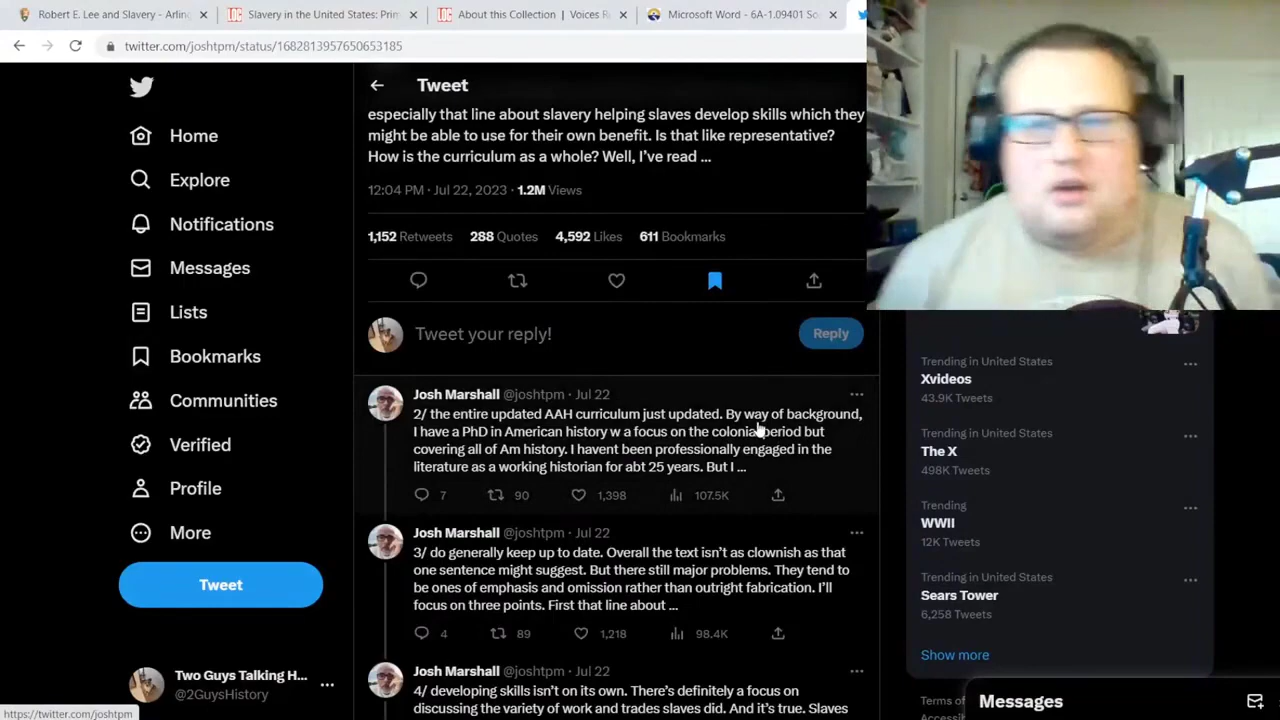 Robert E. Lee and Slavery - Arling
Slavery in the United States: Prim
About this Collection | Voices R
Microsoft Word - 6A-1.09401 So
twitter.com/joshtpm/status/1682813957650653185
Home
Explore
Notifications
Messages
Lists
Bookmarks
Communities
Verified
Profile
More
Tweet
Two Guys Talking H...
@2GuysHistory
https://twitter.com/joshtpm
Tweet
especially that line about slavery helping slaves develop skills which they
might be able to use for their own benefit. Is that like representative?
How is the curriculum as a whole? Well, I've read ...
12:04 PM · Jul 22, 2023 · 1.2M Views
1,152 Retweets 288 Quotes 4,592 Likes 611 Bookmarks
Tweet your reply!
Reply
Josh Marshall @joshtpm · Jul 22
2/ the entire updated AAH curriculum just updated. By way of background,
I have a PhD in American history w a focus on the colonial period but
covering all of Am history. I havent been professionally engaged in the
literature as a working historian for abt 25 years. But I ...
7 90 1,398 107.5K
Josh Marshall @joshtpm · Jul 22
3/ do generally keep up to date. Overall the text isn't as clownish as that
one sentence might suggest. But there still major problems. They tend to
be ones of emphasis and omission rather than outright fabrication. I'll
focus on three points. First that line about ...
4 89 1,218 98.4K
Josh Marshall @joshtpm · Jul 22
4/ developing skills isn't on its own. There's definitely a focus on
discussing the variety of work and trades slaves did. And it's true. Slaves
Trending in United States
Xvideos
43.9K Tweets
Trending in United States
The X
498K Tweets
Trending
WWII
12K Tweets
Trending in United States
Sears Tower
6,258 Tweets
Show more
Terms of
Messages